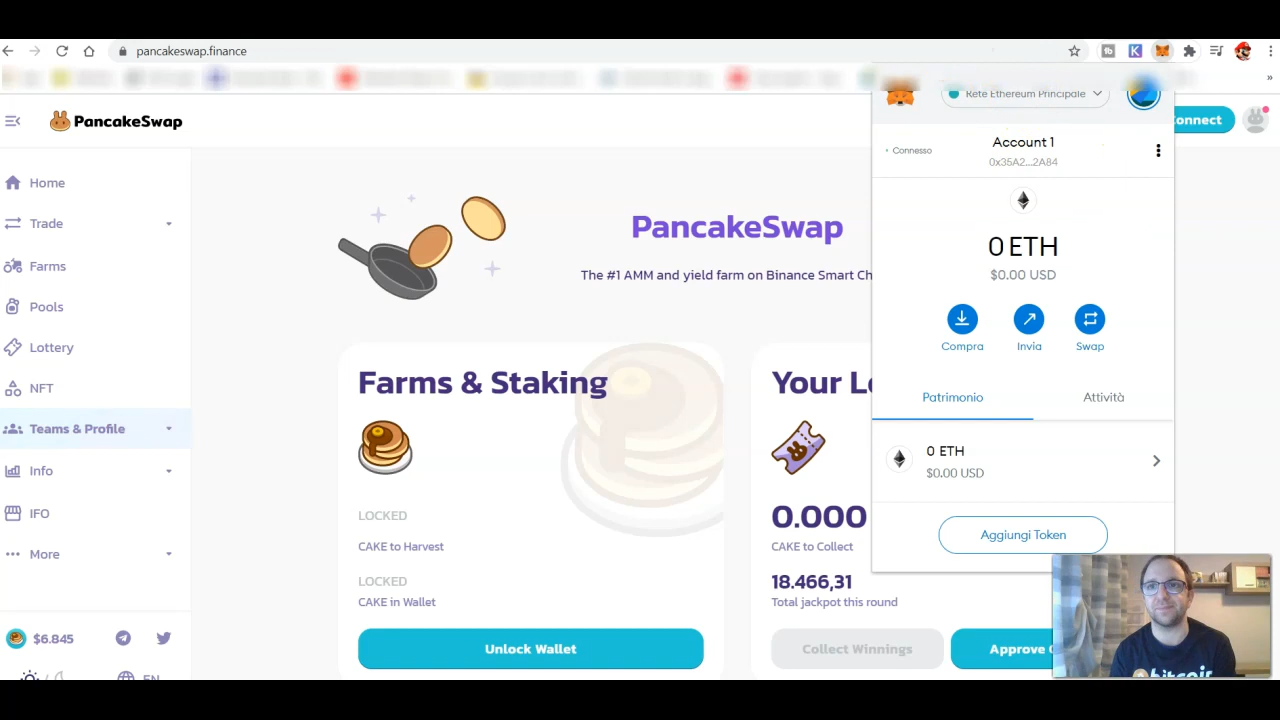 pancakeswap.finance
PancakeSwap
Connect
Home
Trade
Farms
Pools
Lottery
NFT
Teams & Profile
Info
IFO
More
$6.845
EN
PancakeSwap
The #1 AMM and yield farm on Binance Smart Ch
Farms & Staking
LOCKED
CAKE to Harvest
LOCKED
CAKE in Wallet
Unlock Wallet
Your Lo
0.000
CAKE to Collect
18.466,31
Total jackpot this round
Collect Winnings
Approve C
Rete Ethereum Principale
Connesso
Account 1
0x35A2...2A84
0 ETH
$0.00 USD
Compra
Invia
Swap
Patrimonio
Attività
0 ETH
$0.00 USD
Aggiungi Token
bitcoin